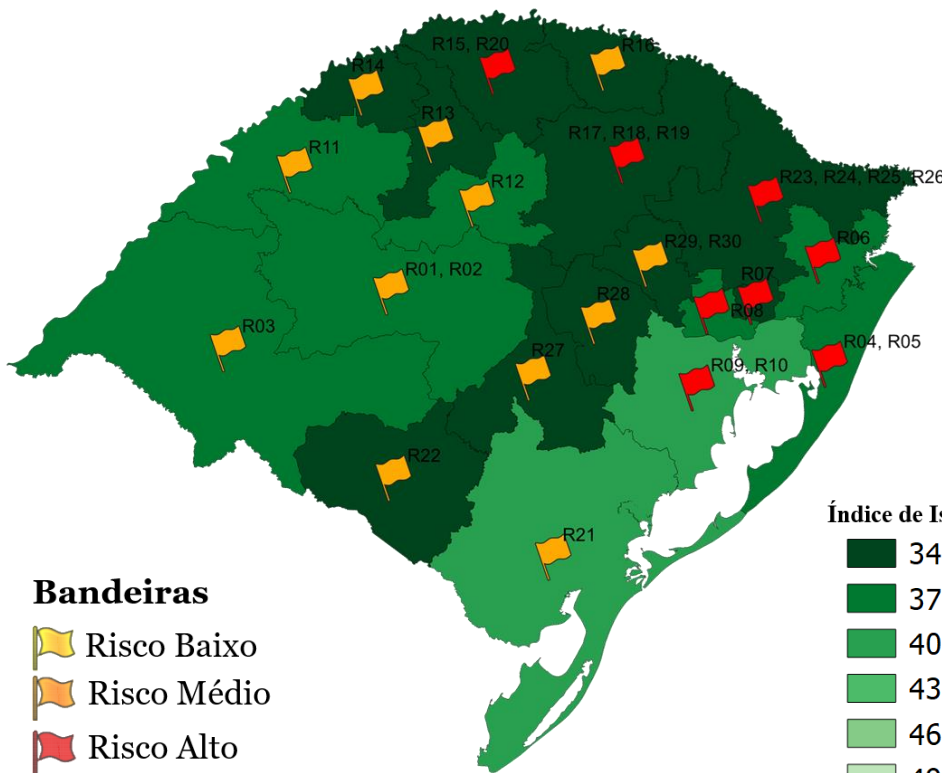 R15, R20
R16
R14
R13
R17, R18, R19
R11
R12
R23, R24, R25, R26
R06
R29, R30
R01, R02
R07
R08
R28
R03
R04, R05
R27
R09, R10
R22
R21
Índice de Is
34
37
40
43
46
Bandeiras
Risco Baixo
Risco Médio
Risco Alto